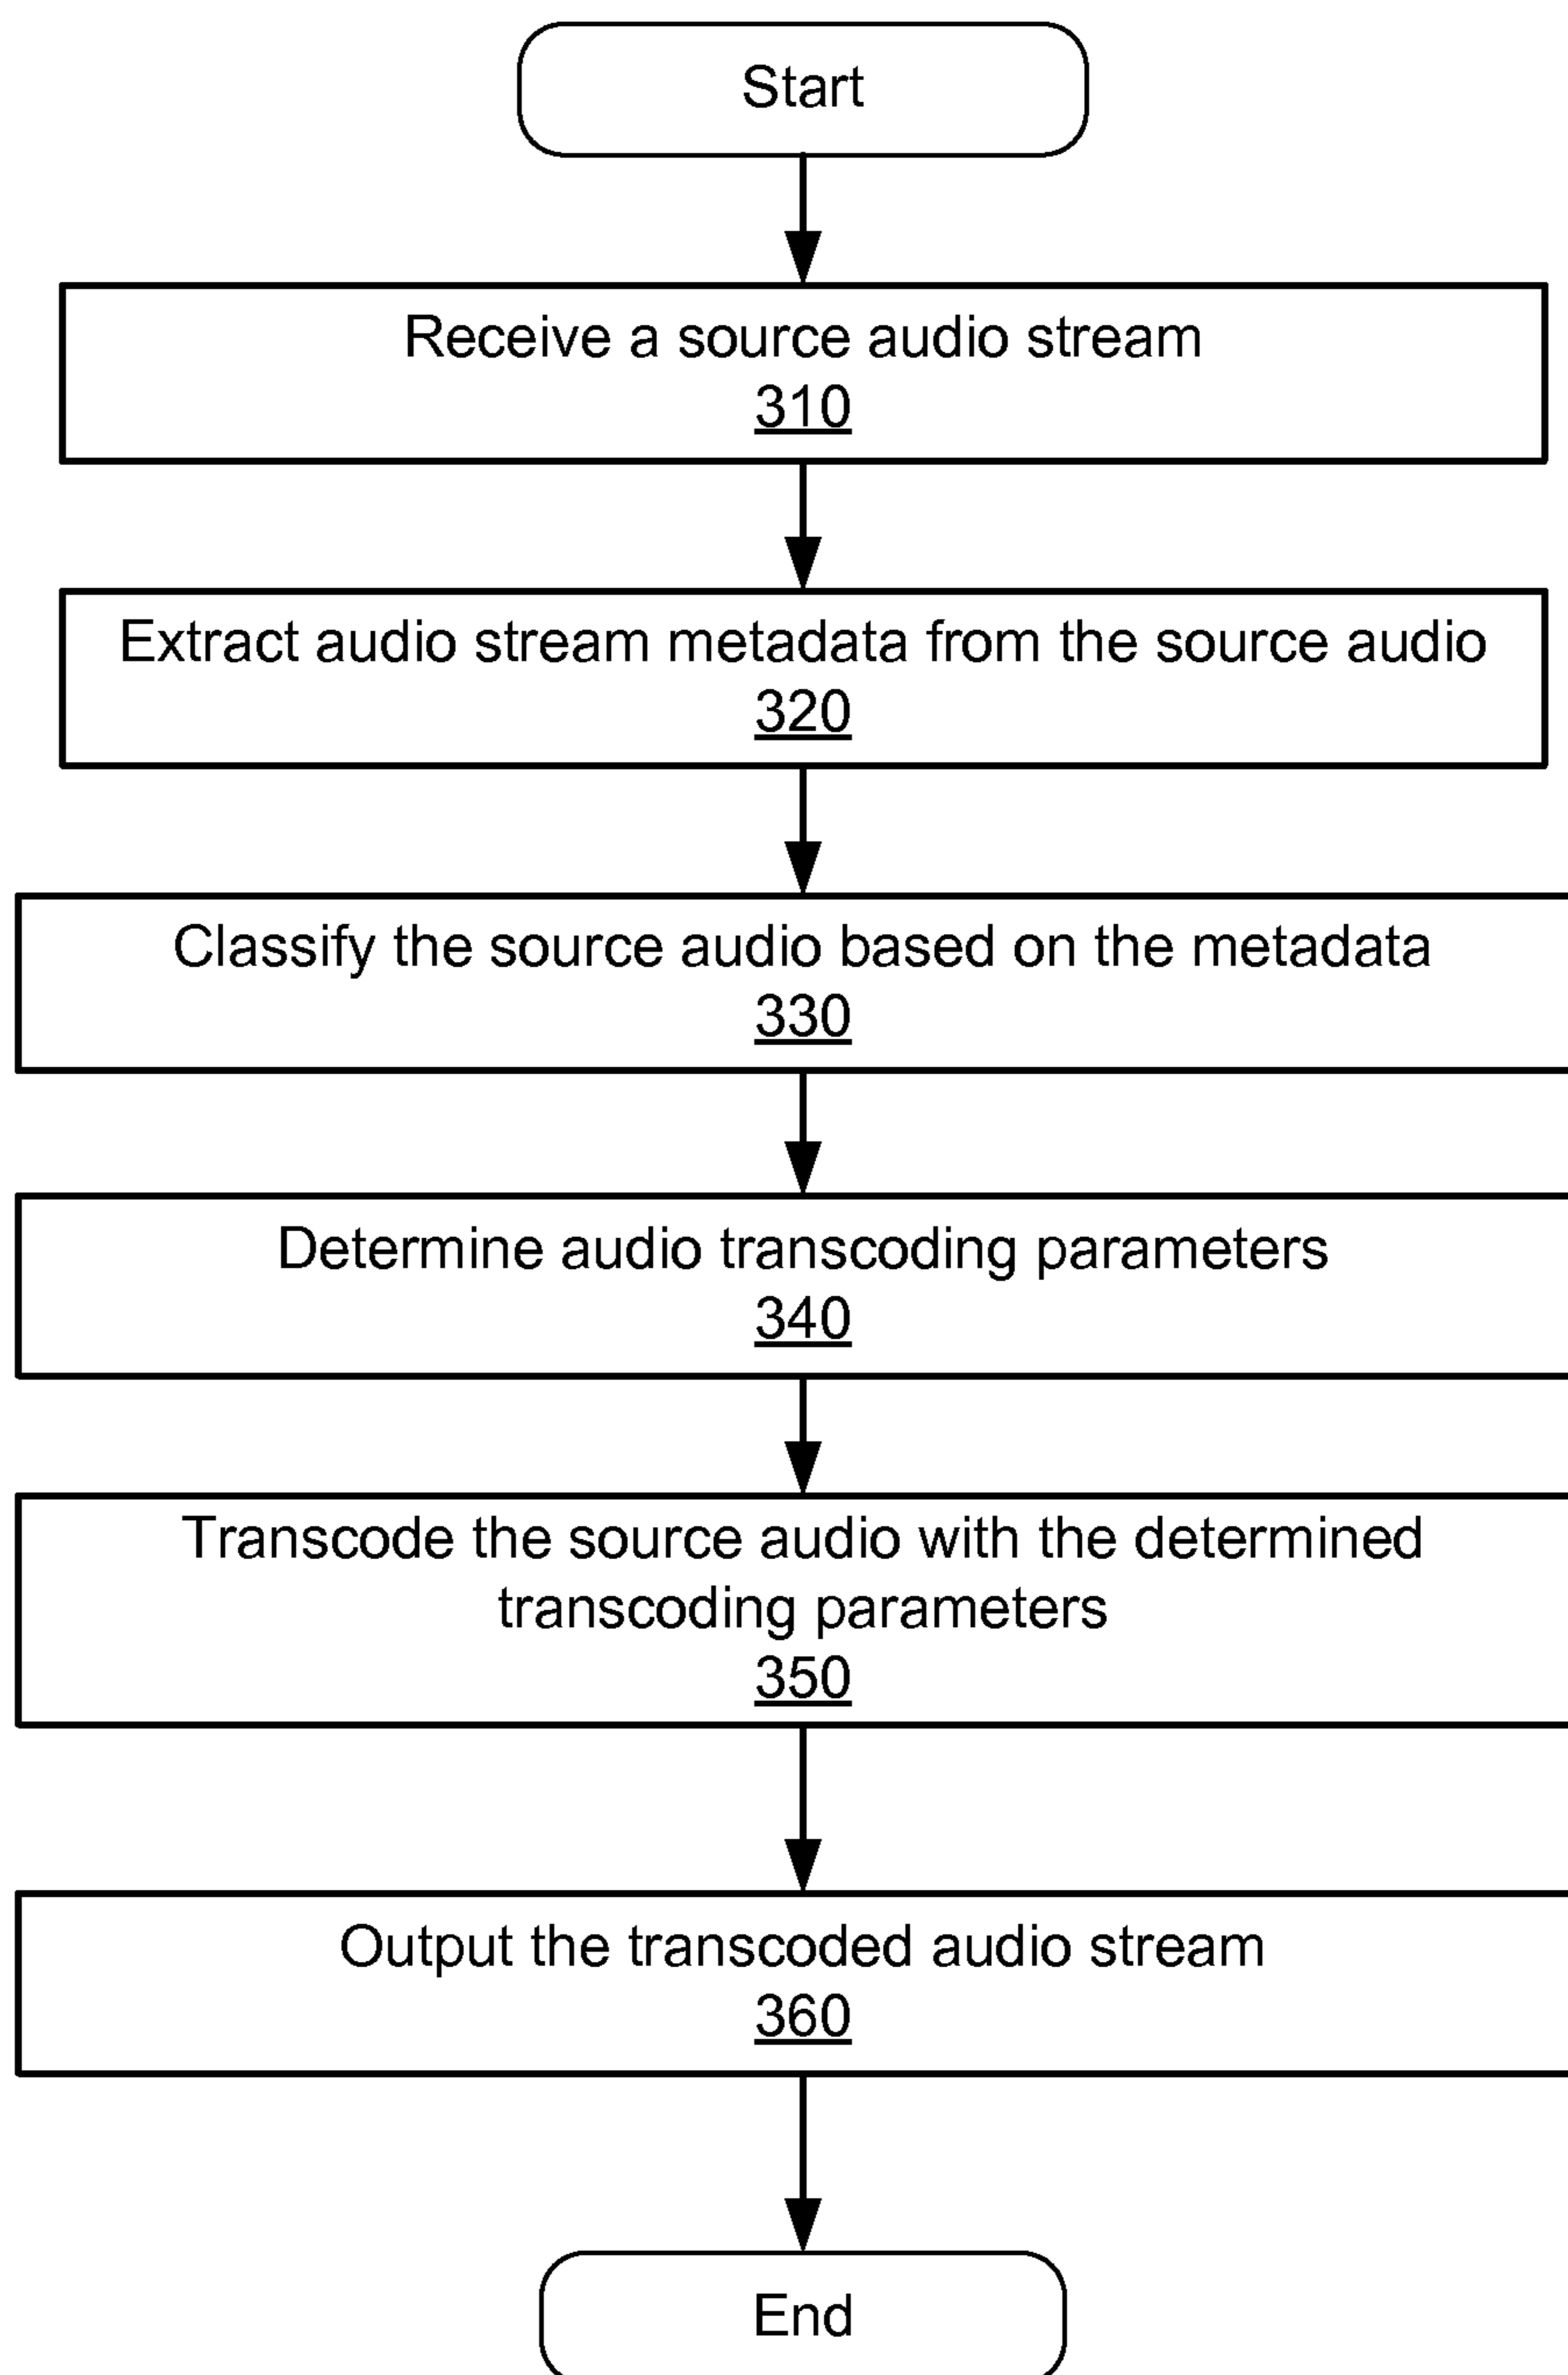 Start
Receive a source audio stream
310
Extract audio stream metadata from the source audio
320
Classify the source audio based on the metadata
330
Determine audio transcoding parameters
340
Transcode the source audio with the determined
transcoding parameters
350
Output the transcoded audio stream
360
End